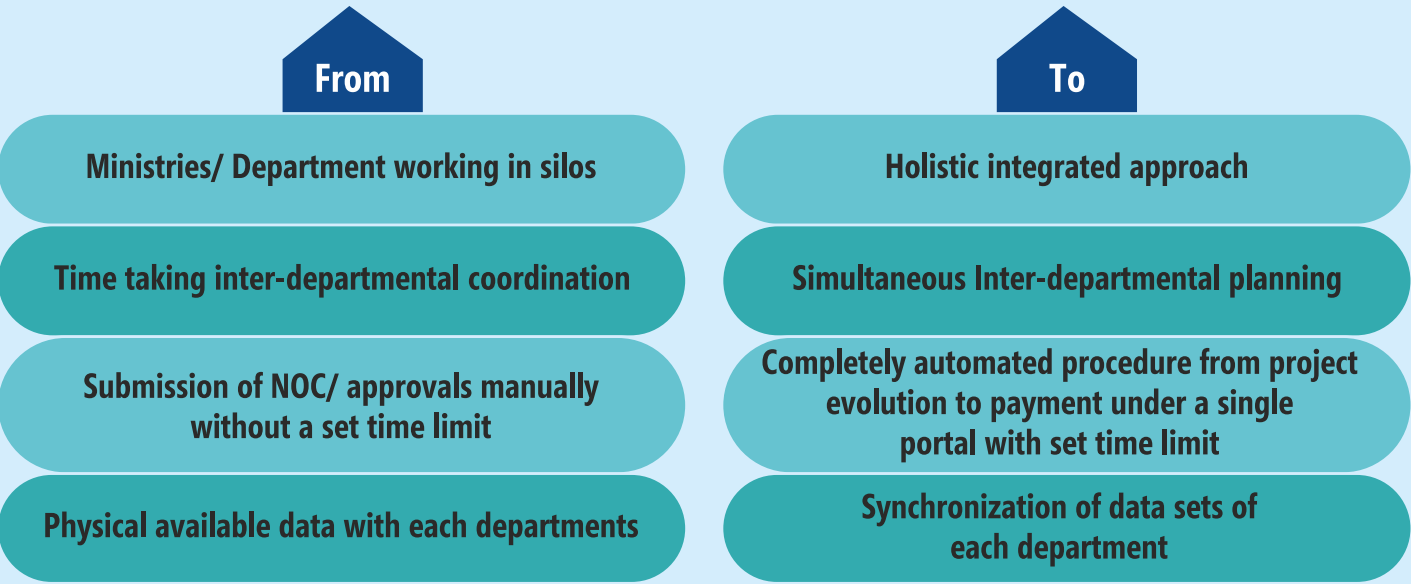 From
Ministries/ Department working in silos
Time taking inter-departmental coordination
Submission of NOC/ approvals manually
without a set time limit
Physical available data with each departments
To
Holistic integrated approach
Simultaneous Inter-departmental planning
Completely automated procedure from project
evolution to payment under a single
portal with set time limit
Synchronization of data sets of
each department